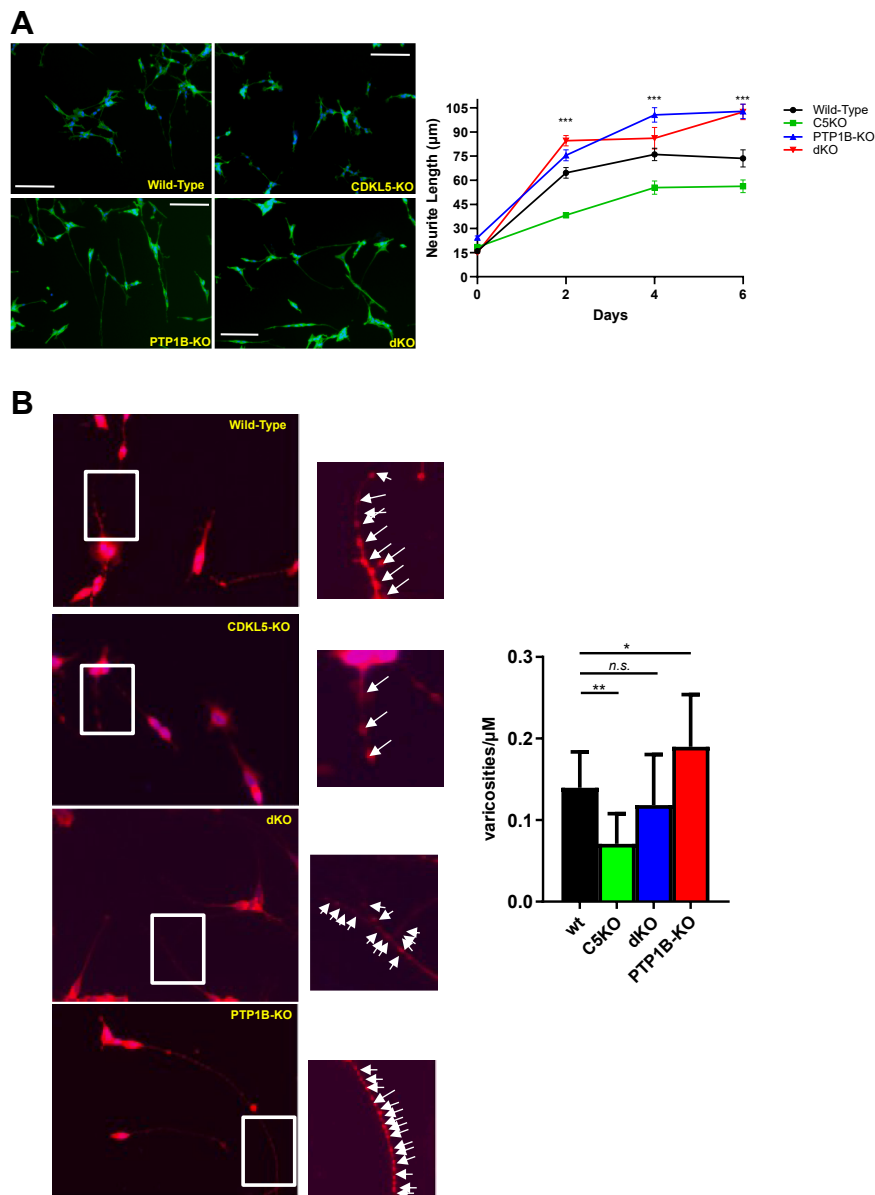 A
Wild-Type
CDKL5-KO
PTP1B-KO
dKO
Neurite Length (μm)
105
90
75
60
45
30
15
0
***
***
***
0
2
4
6
Days
Wild-Type
C5KO
PTP1B-KO
dKO
B
Wild-Type
CDKL5-KO
dKO
PTP1B-KO
varicosities/μM
0.3
0.2
0.1
0.0
*
n.s.
**
wt
C5KO
dKO
PTP1B-KO